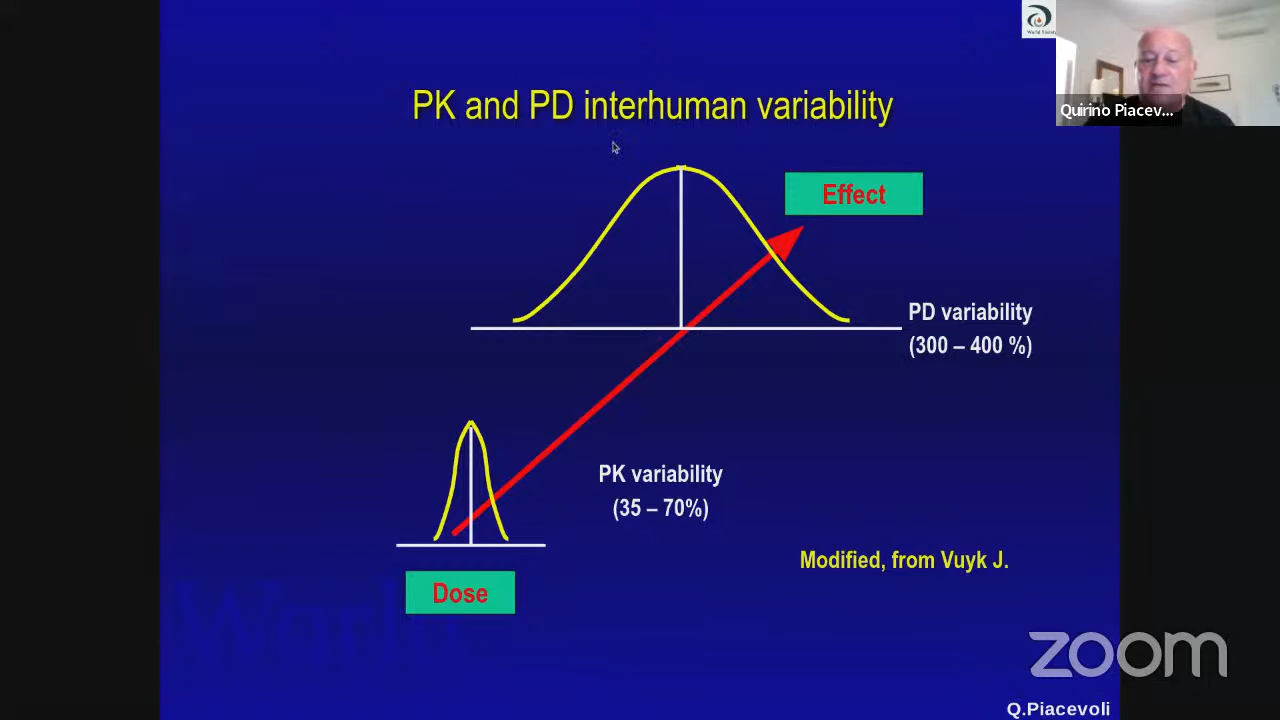 PK and PD interhuman variability
Quirino Piacev...
Effect
PD variability
(300 – 400 %)
PK variability
(35 – 70%)
Modified, from Vuyk J.
Dose
World
zoom
Q.Piacevoli